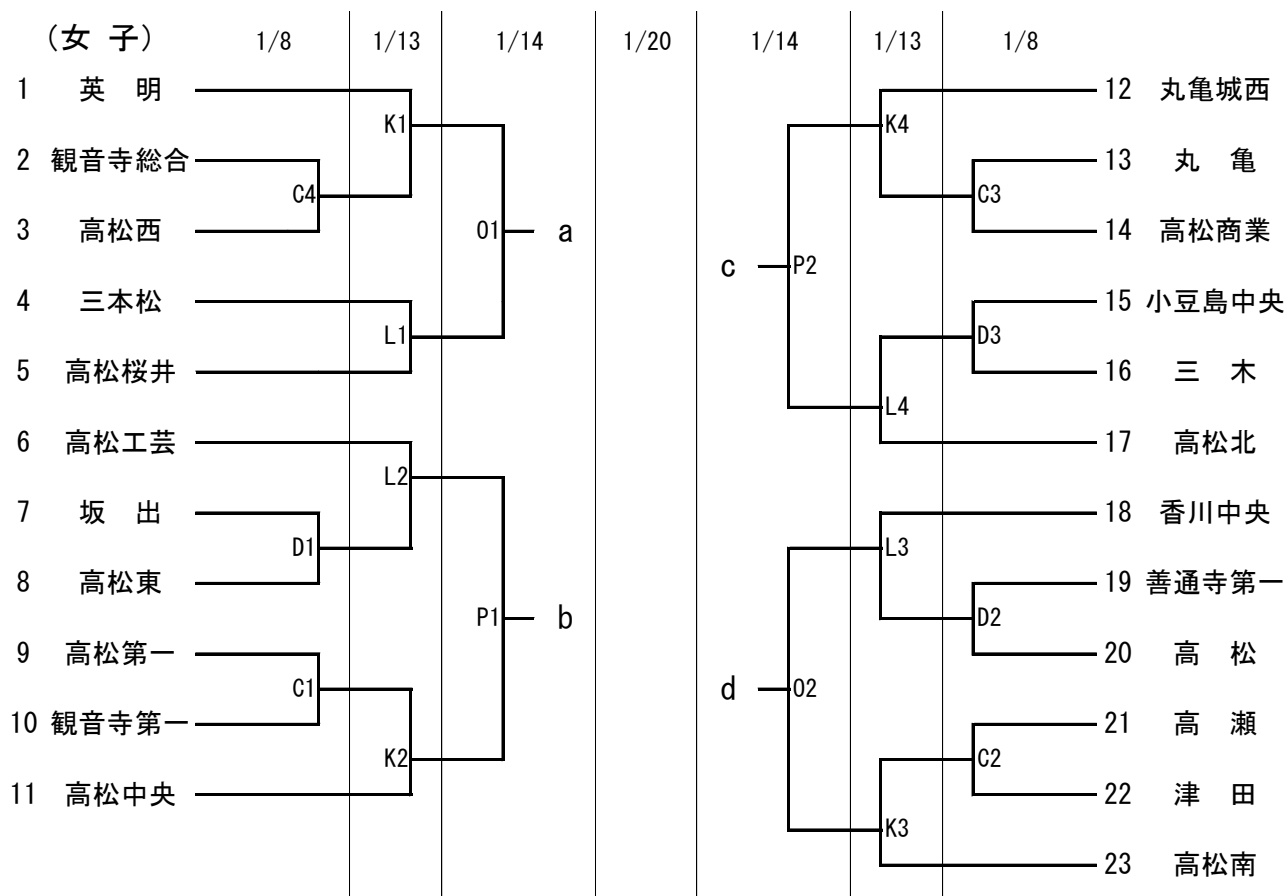 （女 子） 1/8 1/13 1/14 1/20 1/14 1/13 1/8
1 英 明
12 丸亀城西
K1
K4
2 観音寺総合
13 丸 亀
C4
C3
3 高松西
O1
a
14 高松商業
c
P2
4 三本松
15 小豆島中央
L1
D3
5 高松桜井
16 三 木
L4
6 高松工芸
17 高松北
L2
7 坂 出
18 香川中央
D1
L3
8 高松東
19 善通寺第一
P1
b
D2
9 高松第一
20 高 松
C1
d
O2
10 観音寺第一
21 高 瀬
K2
C2
11 高松中央
22 津 田
K3
23 高松南